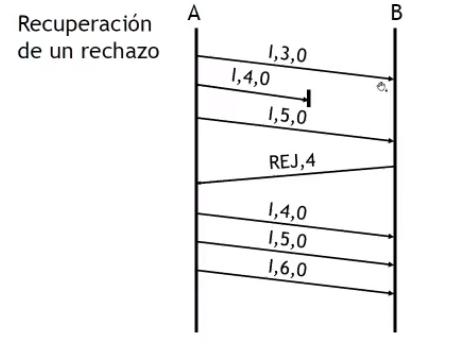 Recuperación
de un rechazo
A
B
I,3,0
I,4,0
I,5,0
REJ,4
I,4,0
I,5,0
I,6,0